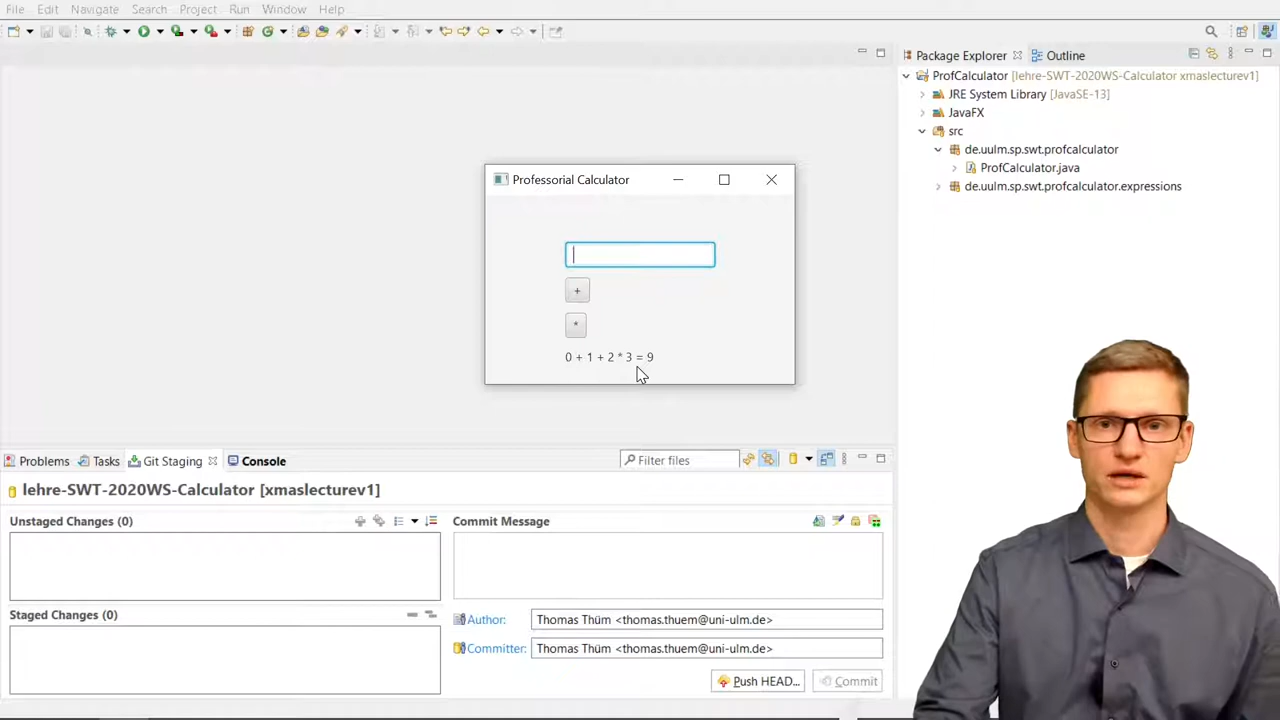 File Edit Navigate Search Project Run Window Help
Package Explorer Outline
ProfCalculator [lehre-SWT-2020WS-Calculator xmaslecturev1]
JRE System Library [JavaSE-13]
JavaFX
src
de.uulm.sp.swt.profcalculator
ProfCalculator.java
de.uulm.sp.swt.profcalculator.expressions
Professorial Calculator
+
*
0 + 1 + 2 * 3 = 9
Problems Tasks Git Staging Console Filter files
lehre-SWT-2020WS-Calculator [xmaslecturev1]
Unstaged Changes (0) Commit Message
Staged Changes (0)
Author: Thomas Thüm <thomas.thuem@uni-ulm.de>
Committer: Thomas Thüm <thomas.thuem@uni-ulm.de>
Push HEAD... Commit